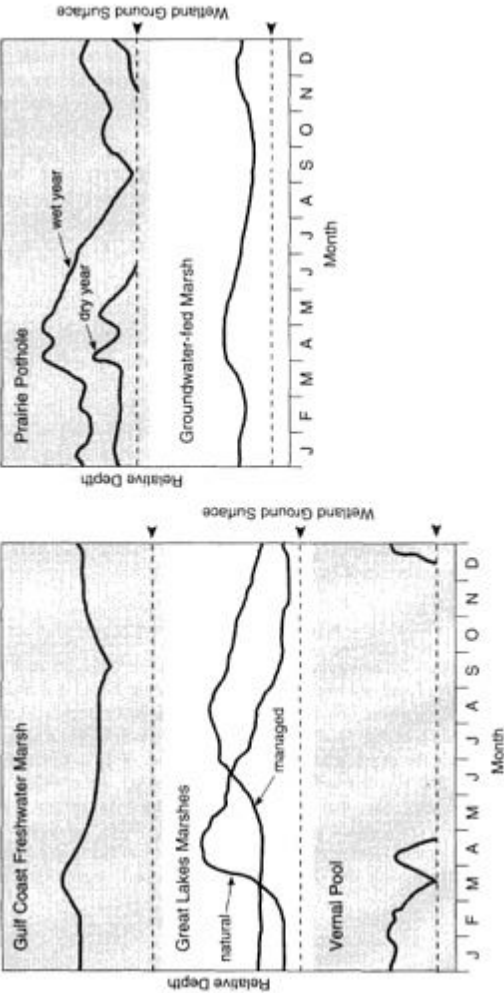 Gulf Coast Freshwater Marsh
Great Lakes Marshes
natural
managed
Vernal Pool
Relative Depth
Wetland Ground Surface
J F M A M J J A S O N D
Month
Prairie Pothole
wet year
dry year
Groundwater-fed Marsh
Relative Depth
Wetland Ground Surface
J F M A M J J A S O N D
Month